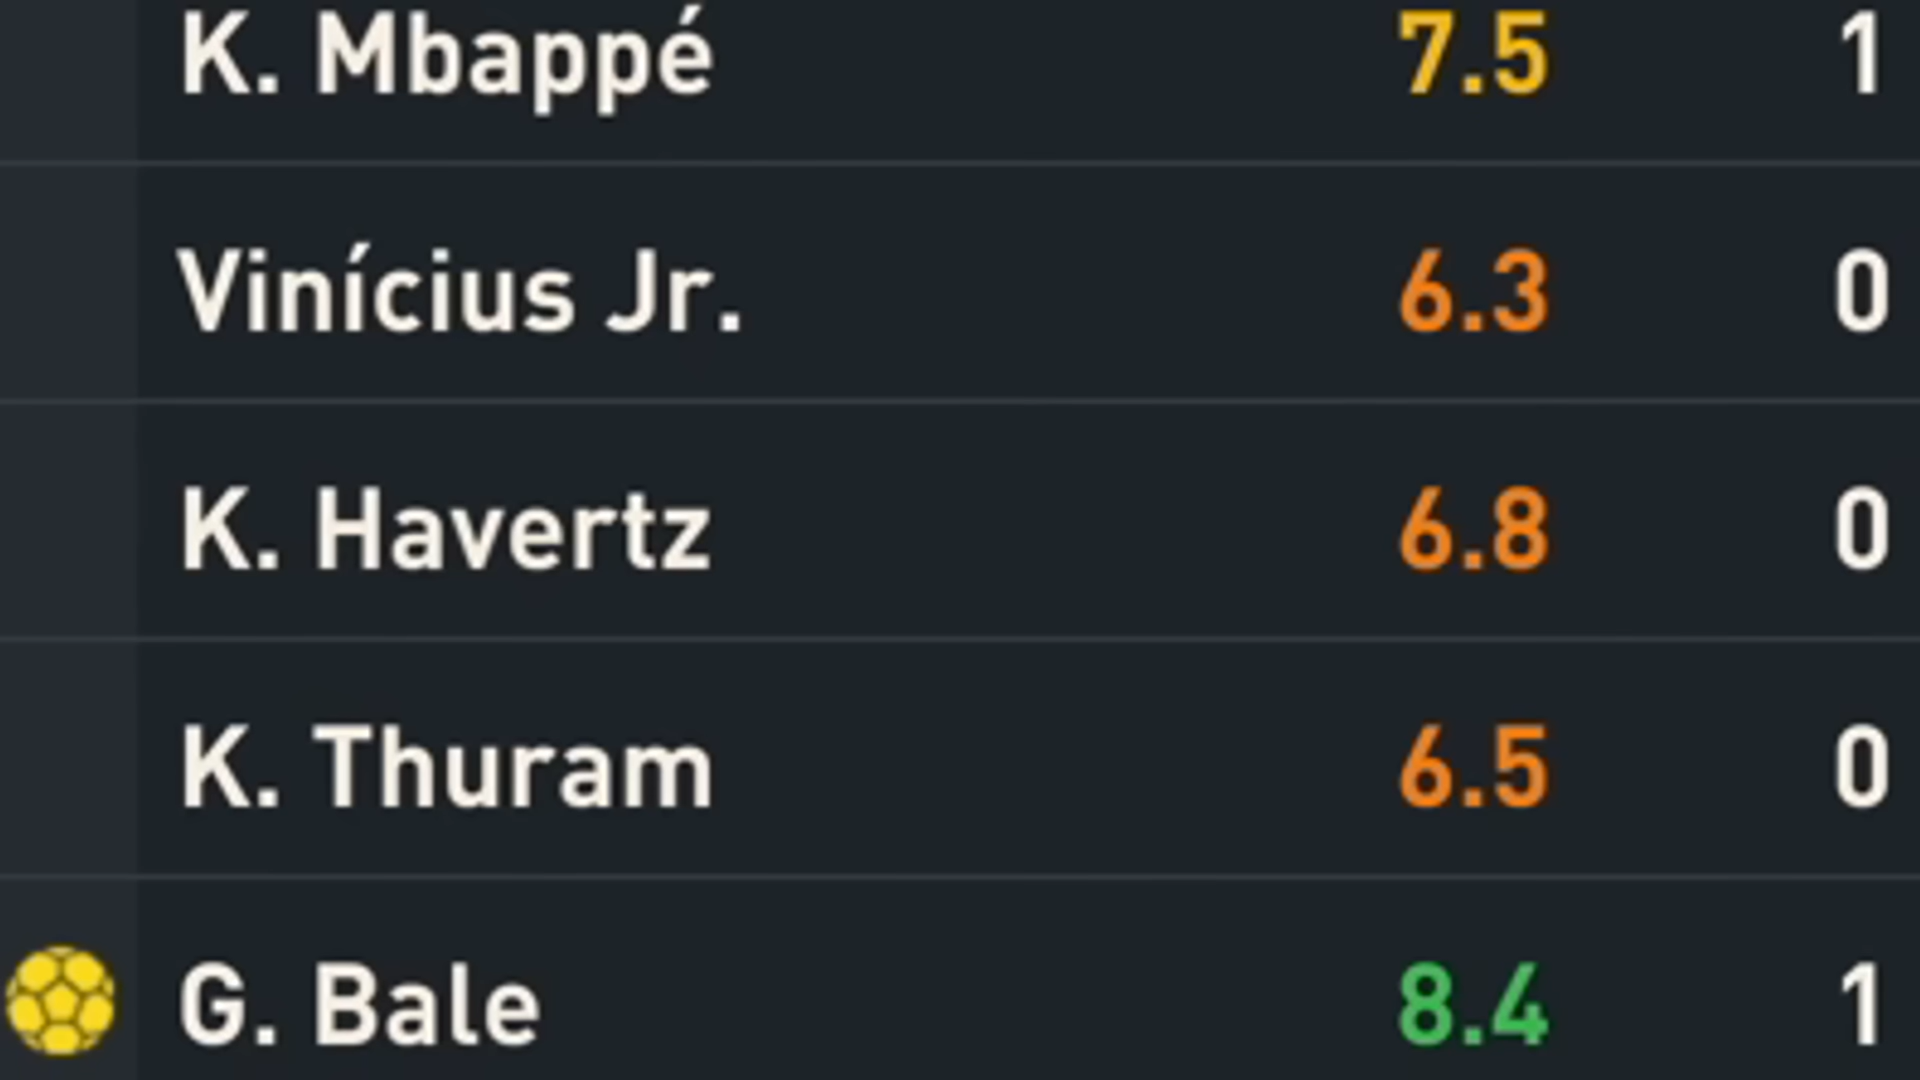 K. Mbappé 7.5 1
Vinícius Jr. 6.3 0
K. Havertz 6.8 0
K. Thuram 6.5 0
G. Bale 8.4 1